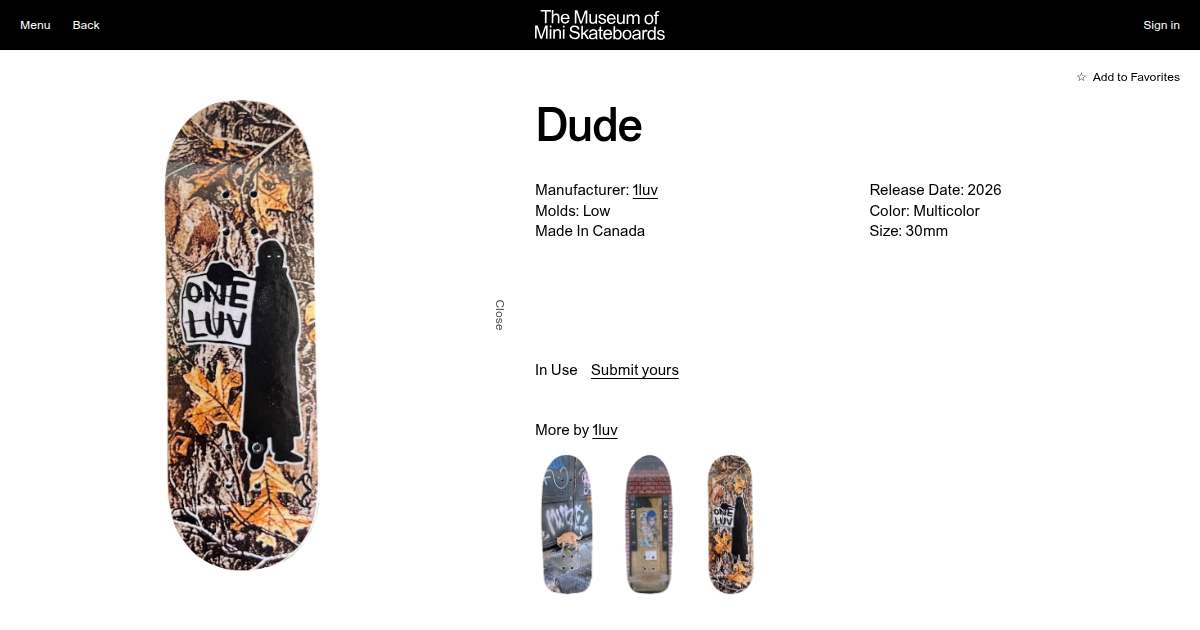 Menu
Back
The Museum of
Mini Skateboards
Sign in
☆ Add to Favorites
Dude
Manufacturer: 1luv
Molds: Low
Made In Canada
Release Date: 2026
Color: Multicolor
Size: 30mm
ONE
LUV
Close
In Use Submit yours
More by 1luv
ONE
LUV